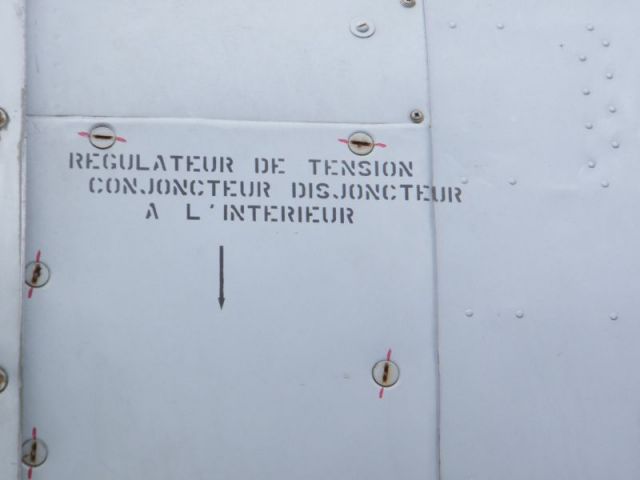 REGULATEUR DE TENSION
CONJONCTEUR DISJONCTEUR
A L'INTERIEUR